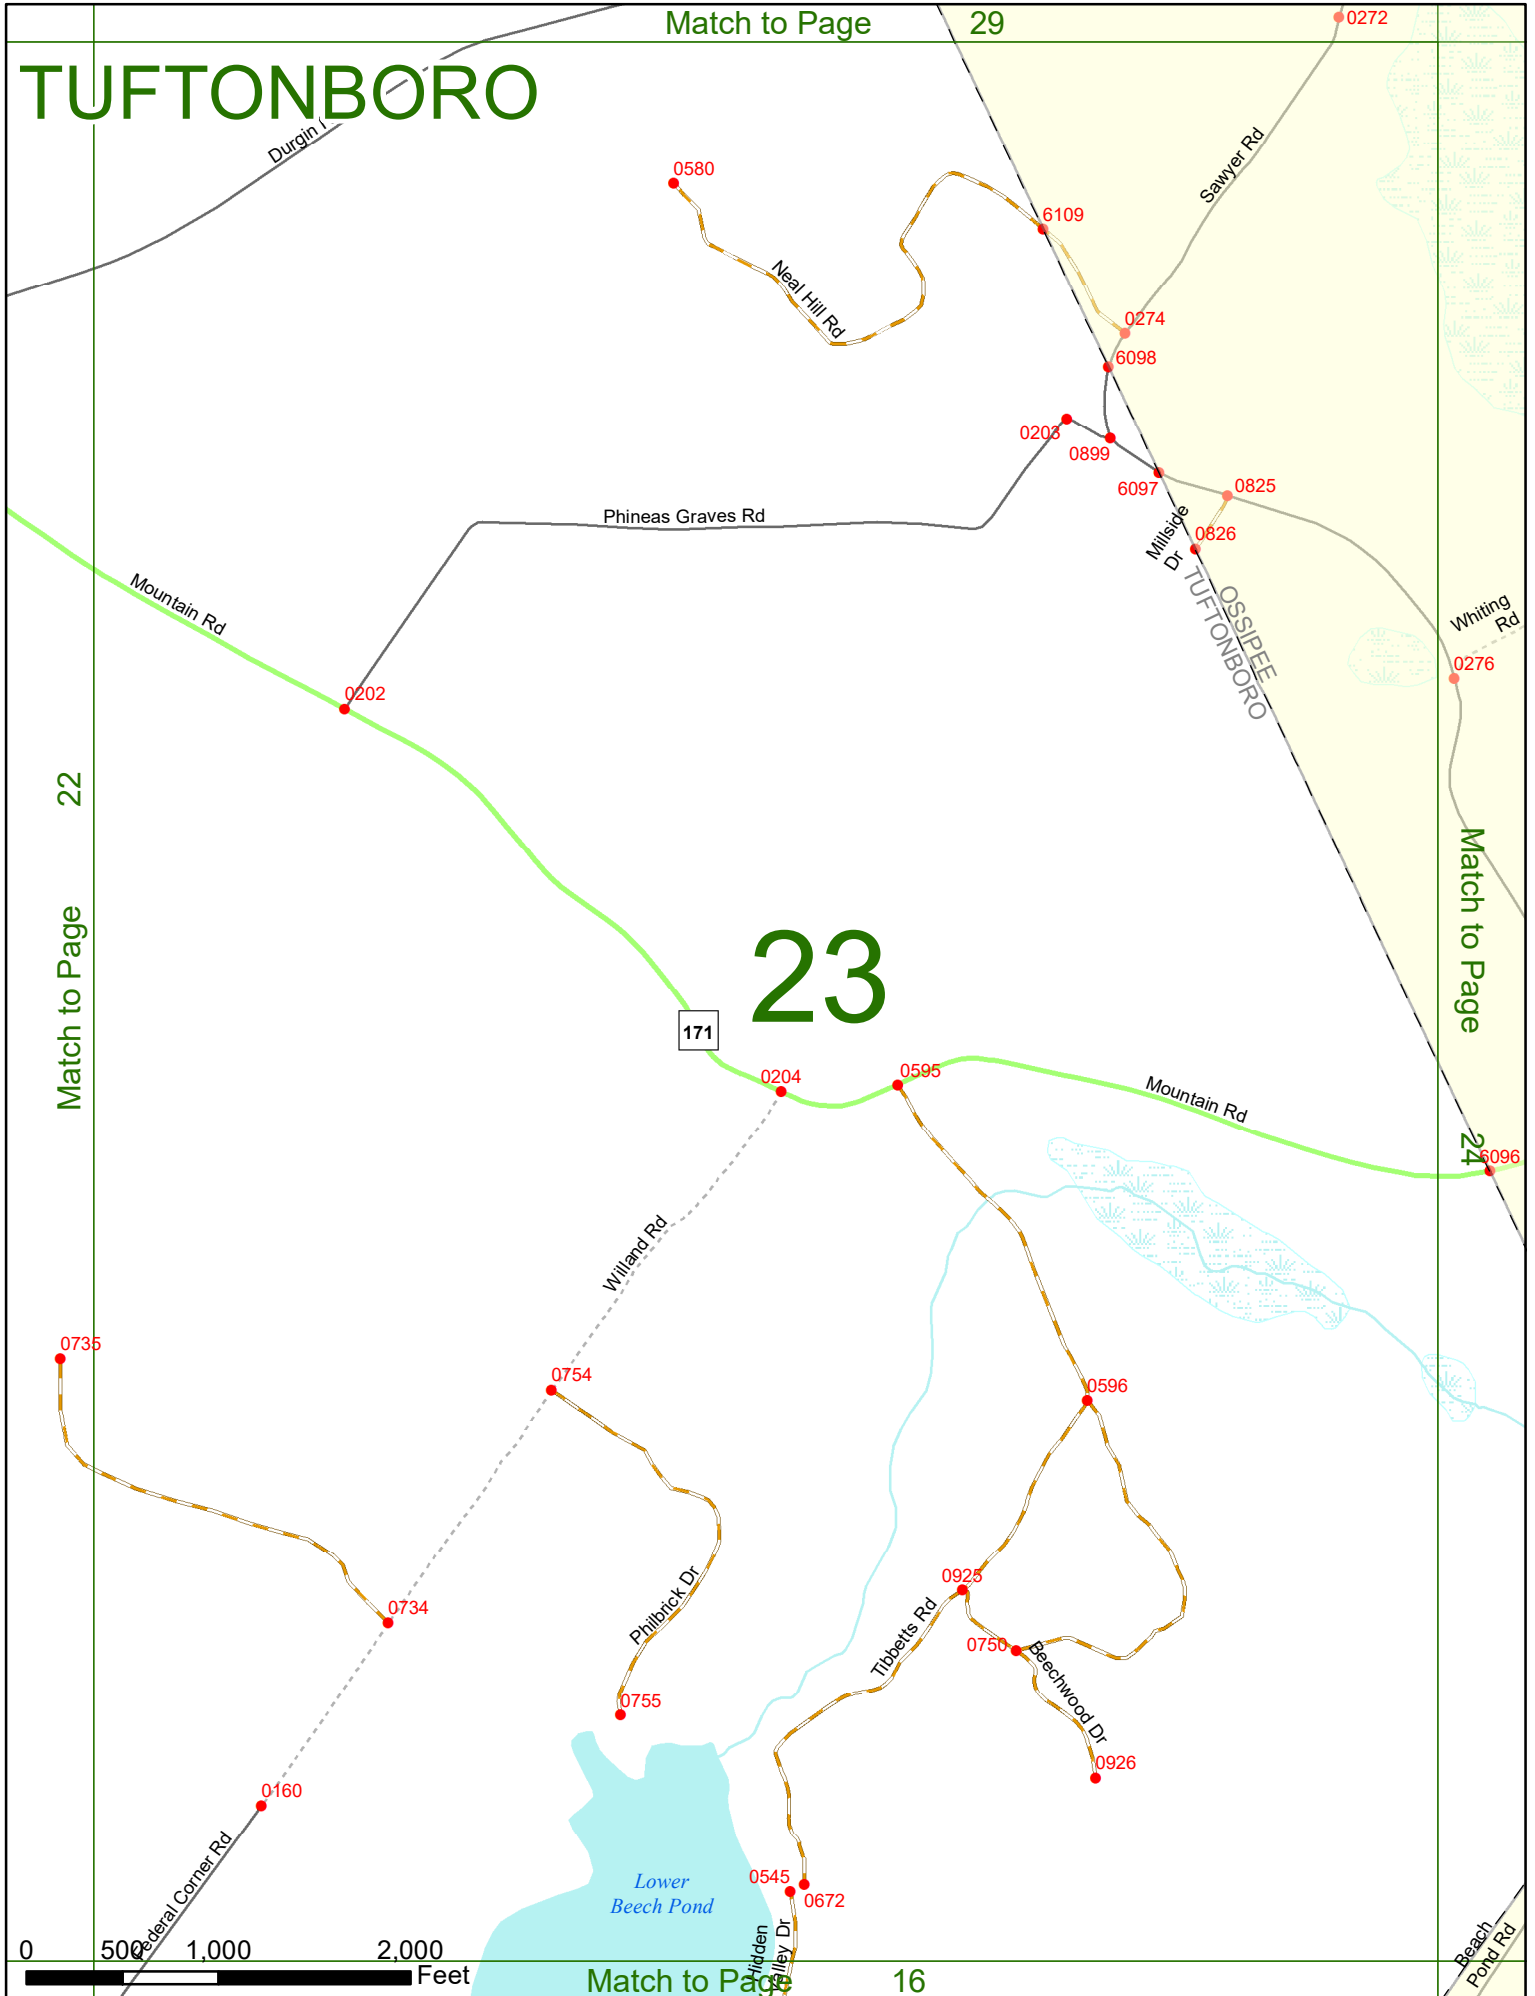 Match to Page 29
0272
TUFTONBORO
Durgin
Sawyer Rd
0580
6109
Neal Hill Rd
0274
6098
0203
0899
6097
0825
Phineas Graves Rd
Millside
Dr
0826
Mountain Rd
OSSIPEE
TUFTONBORO
Whiting
Rd
0276
0202
Match to Page 22
Match to Page 24
23
171
0204
0595
Mountain Rd
6096
Willand Rd
0735
0754
0596
0925
Philbrick Dr
0734
Tibbetts Rd
0750
Beechwood Dr
0755
0926
0160
Federal Corner Rd
Lower
Beech Pond
0545
0672
Hidden
Valley Dr
Beach
Pond Rd
0 500 1,000 2,000
Feet
Match to Page 16